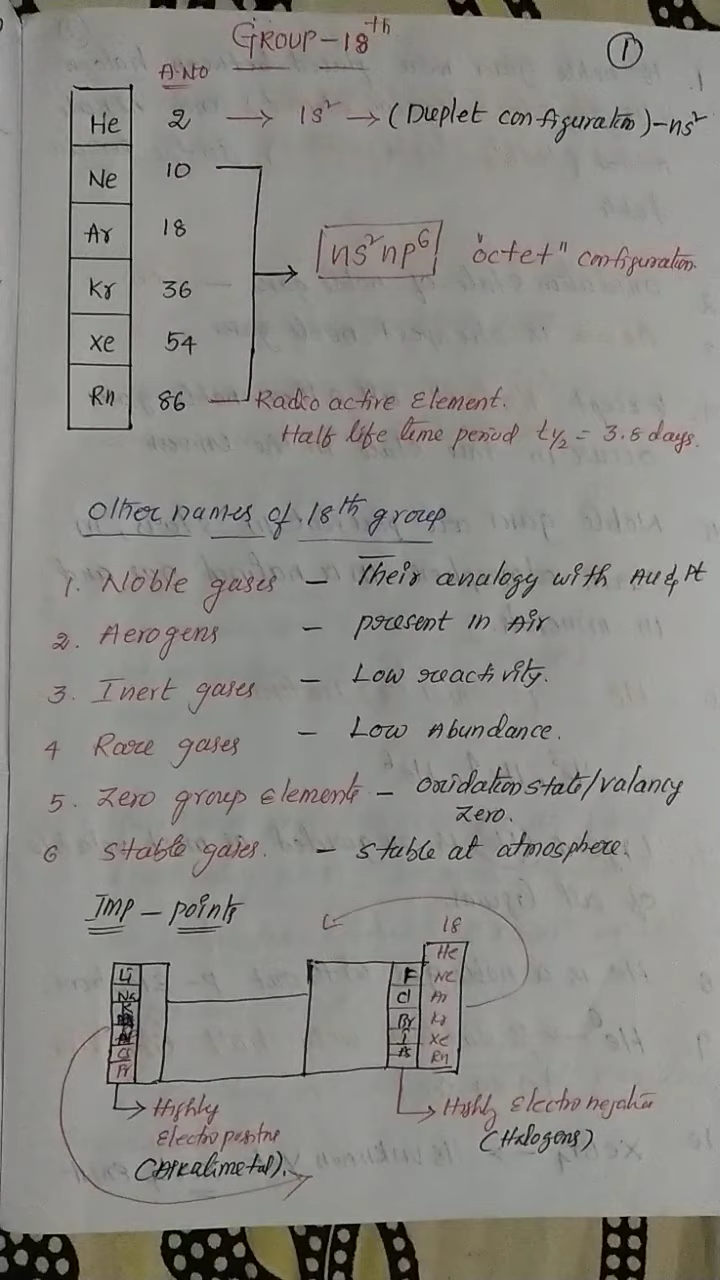 GROUP-18th
①
A.NO
He 2 → 1s² → (Duplet configuration)-ns²
Ne 10
Ar 18
ns²np⁶ "octet" configuration.
Kr 36
Xe 54
Rn 86 — Radio active Element.
Half life time period t½ = 3.8 days.
Other names of 18th group
1. Noble gases - Their analogy with Au & Pt
2. Aerogens - present in Air
3. Inert gases - Low reactivity.
4 Rare gases - Low Abundance.
5. Zero group Elements - oxidation state/valancy
Zero.
6 Stable gases. - stable at atmosphere.
IMP - points
18
He
Li F Ne
Na Cl Ar
K Br Kr
I Xe
Cs Rn
Fr
Highly
Electropositive
(Alkalimetal).
Highly Electronegative
(Halogens)